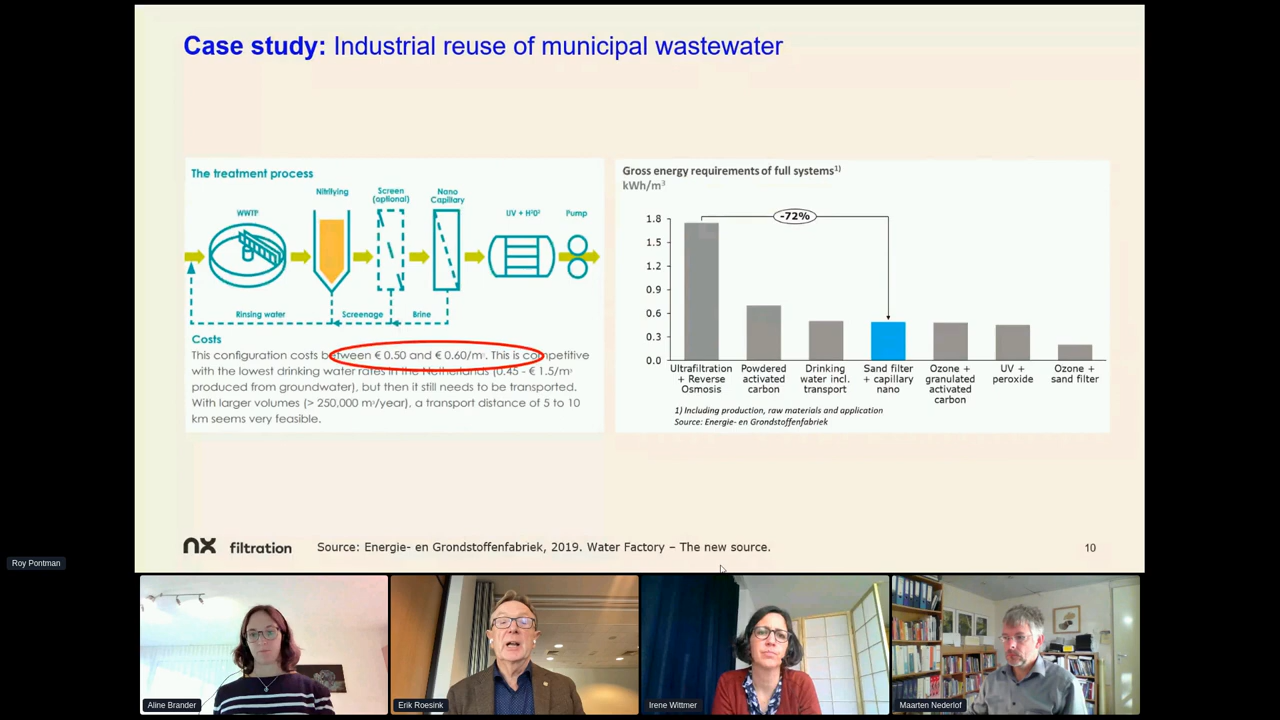 Case study: Industrial reuse of municipal wastewater
The treatment process
WWTP
Nitrifying
Screen
(optional)
Nano
Capillary
UV + H²0²
Pump
Rinsing water
Screenage
Brine
Costs
This configuration costs between € 0.50 and € 0.60/m³. This is competitive
with the lowest drinking water rates in the Netherlands (0.45 - € 1.5/m³
produced from groundwater), but then it still needs to be transported.
With larger volumes (> 250,000 m³/year), a transport distance of 5 to 10
km seems very feasible.
Gross energy requirements of full systems¹⁾
kWh/m³
-72%
1.8
1.5
1.2
0.9
0.6
0.3
0.0
Ultrafiltration
+ Reverse
Osmosis
Powdered
activated
carbon
Drinking
water incl.
transport
Sand filter
+ capillary
nano
Ozone +
granulated
activated
carbon
UV +
peroxide
Ozone +
sand filter
1) Including production, raw materials and application
Source: Energie- en Grondstoffenfabriek
nx filtration
Source: Energie- en Grondstoffenfabriek, 2019. Water Factory – The new source.
10
Roy Pontman
Aline Brander
Erik Roesink
Irene Wittmer
Maarten Nederlof